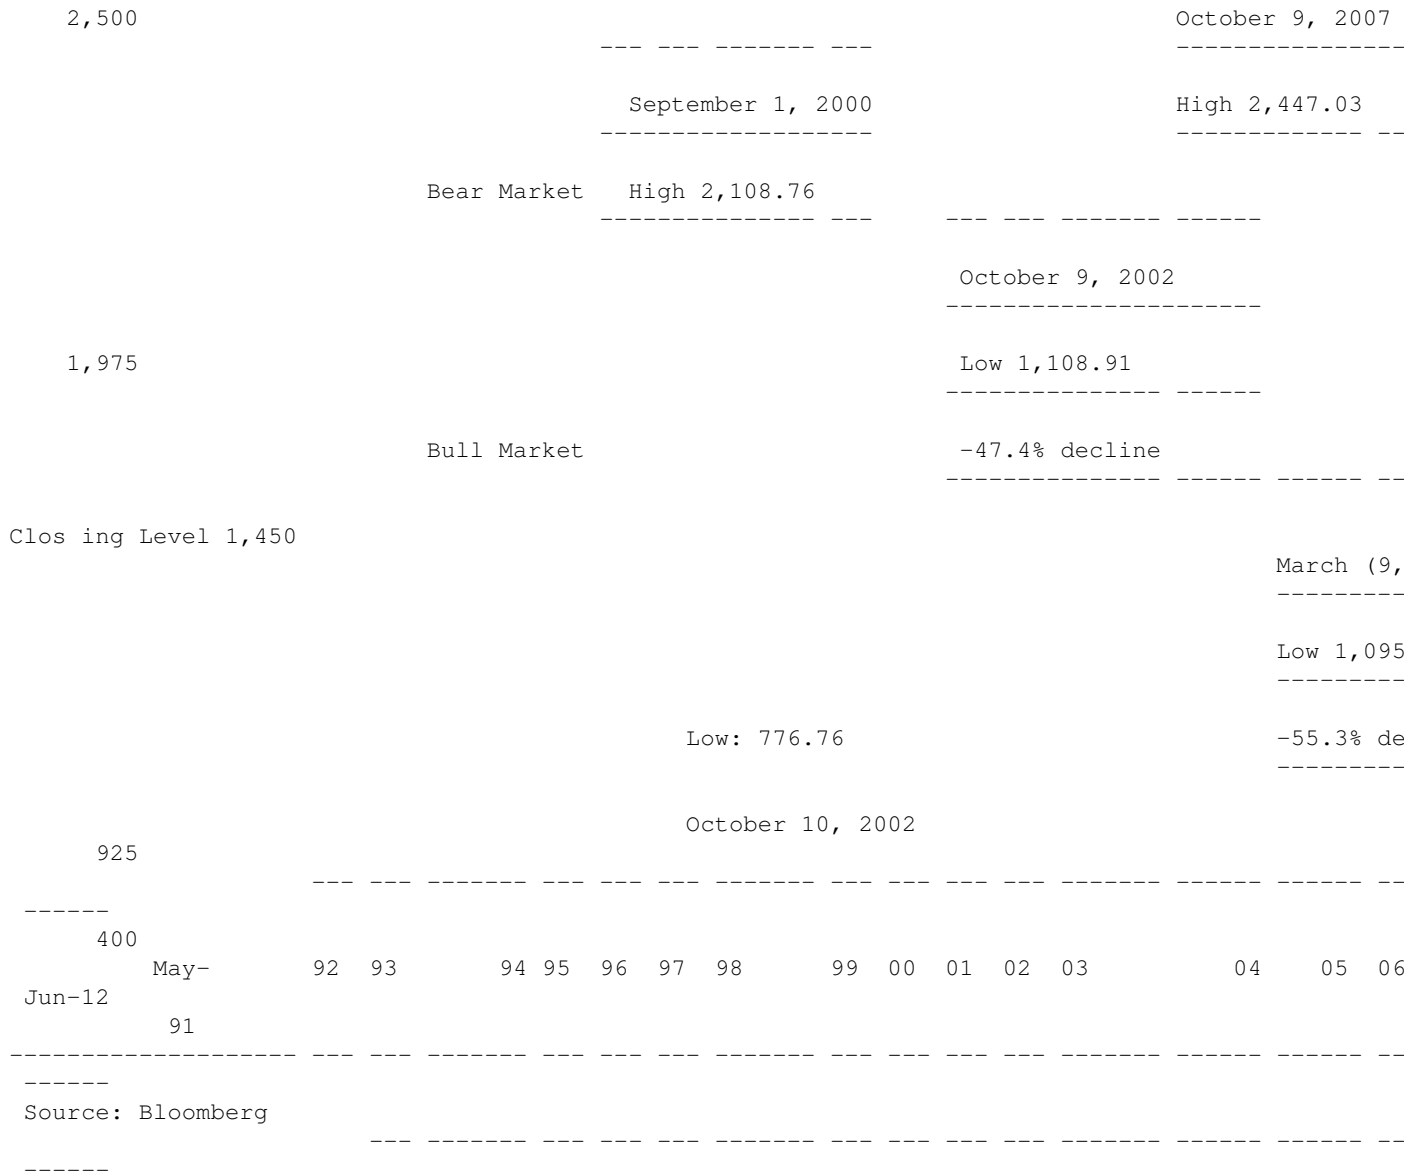 2,500 October 9, 2007
--- --- ------- --- ----------------
September 1, 2000 High 2,447.03
------------------- ------------- --
Bear Market High 2,108.76
--------------- --- --- --- ------- ------
October 9, 2002
----------------------
1,975 Low 1,108.91
--------------- ------
Bull Market -47.4% decline
--------------- ------ ------ --
Clos ing Level 1,450
March (9,
---------
Low 1,095
---------
Low: 776.76 -55.3% de
---------
October 10, 2002
925
--- --- ------- --- --- --- ------- --- --- --- --- ------- ------ ------ --
------
400
May- 92 93 94 95 96 97 98 99 00 01 02 03 04 05 06
Jun-12
91
-------------------- --- --- ------- --- --- --- ------- --- --- --- --- ------- ------ ------ --
------
Source: Bloomberg
--- ------- --- --- --- ------- --- --- --- --- ------- ------ ------ --
------